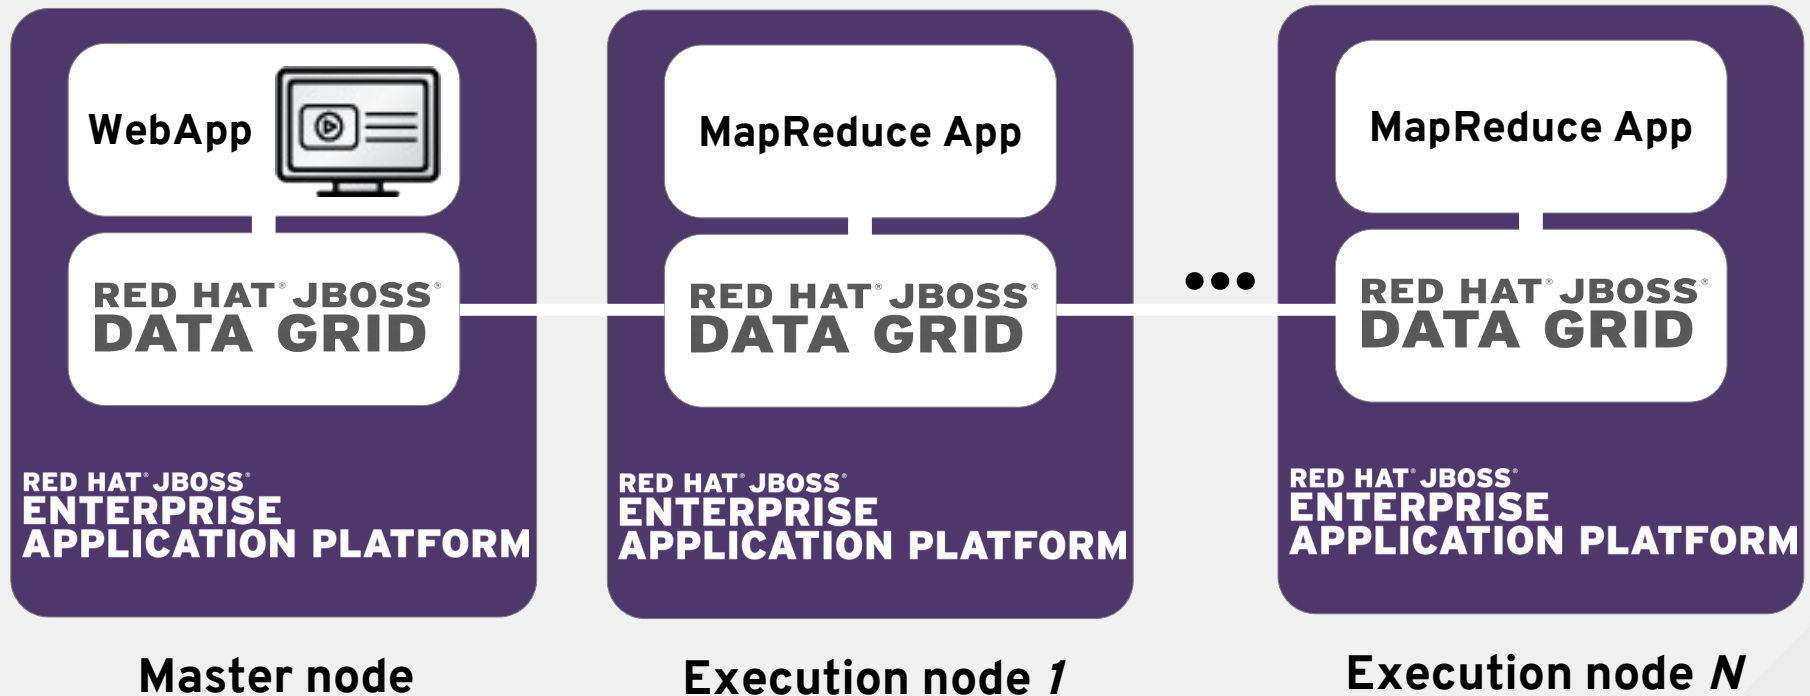 WebApp
RED HAT® JBOSS®
DATA GRID
RED HAT® JBOSS®
ENTERPRISE
APPLICATION PLATFORM
Master node
MapReduce App
RED HAT® JBOSS®
DATA GRID
RED HAT® JBOSS®
ENTERPRISE
APPLICATION PLATFORM
Execution node 1
•••
MapReduce App
RED HAT® JBOSS®
DATA GRID
RED HAT® JBOSS®
ENTERPRISE
APPLICATION PLATFORM
Execution node N